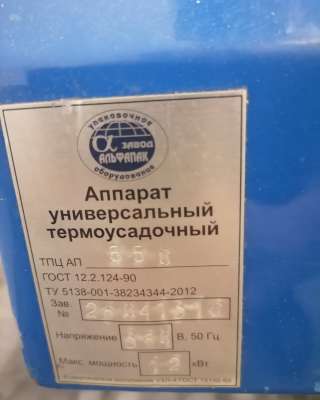 УПАКОВОЧНОЕ
α ЗАВОД
АЛЬФАПАК
ОБОРУДОВАНИЕ
Аппарат
универсальный
термоусадочный
ТПЦ АП
ГОСТ 12.2.124-90
ТУ 5138-001-38234344-2012
Зав.
№
Напряжение В, 50 Гц
Макс. мощность кВт